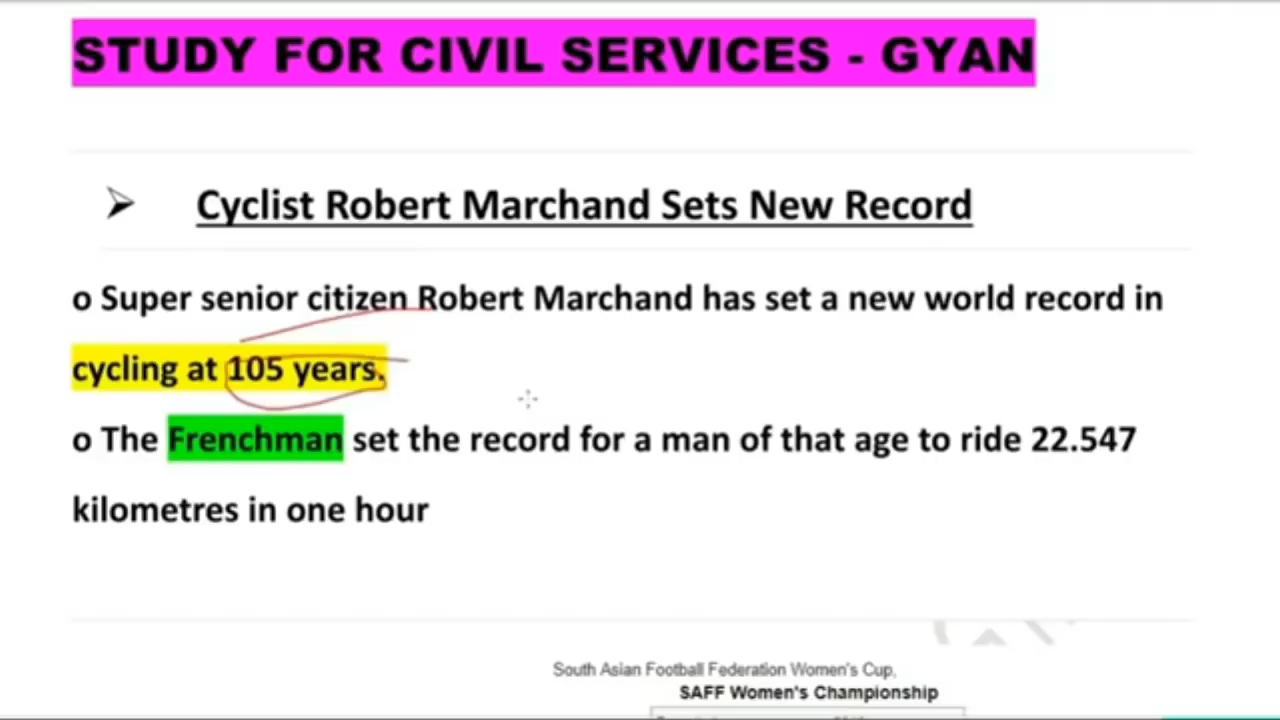 STUDY FOR CIVIL SERVICES - GYAN
Cyclist Robert Marchand Sets New Record
o Super senior citizen Robert Marchand has set a new world record in
cycling at 105 years.
o The Frenchman set the record for a man of that age to ride 22.547
kilometres in one hour
South Asian Football Federation Women's Cup,
SAFF Women's Championship